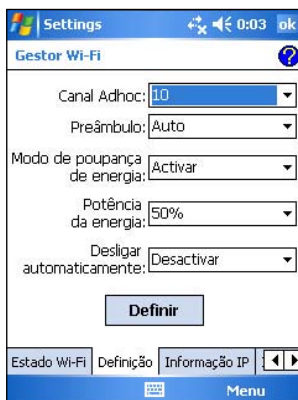 Settings 0:03 ok
Gestor Wi-Fi ?
Canal Adhoc: 10
Preâmbulo: Auto
Modo de poupança
de energia: Activar
Potência
da energia: 50%
Desligar
automaticamente: Desactivar
Definir
Estado Wi-Fi Definição Informação IP
Menu